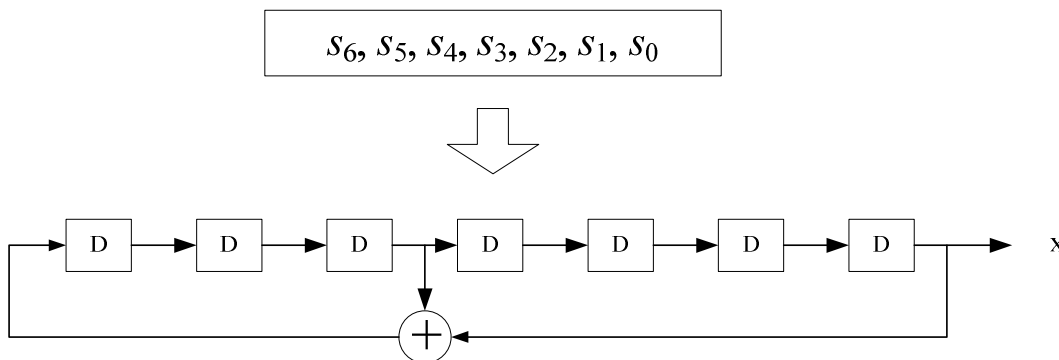 s₆, s₅, s₄, s₃, s₂, s₁, s₀
D D D D D D D x
+